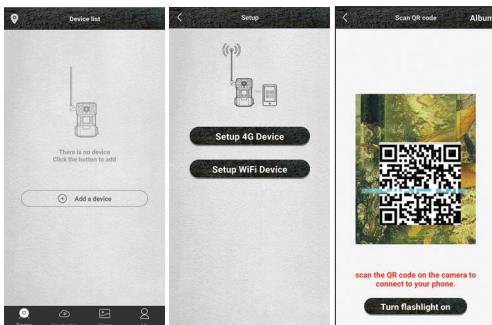 Device list
There is no device
Click the button to add
Add a device
Device
Me
Setup
Setup 4G Device
Setup WiFi Device
Scan QR code
Album
scan the QR code on the camera to
connect to your phone.
Turn flashlight on